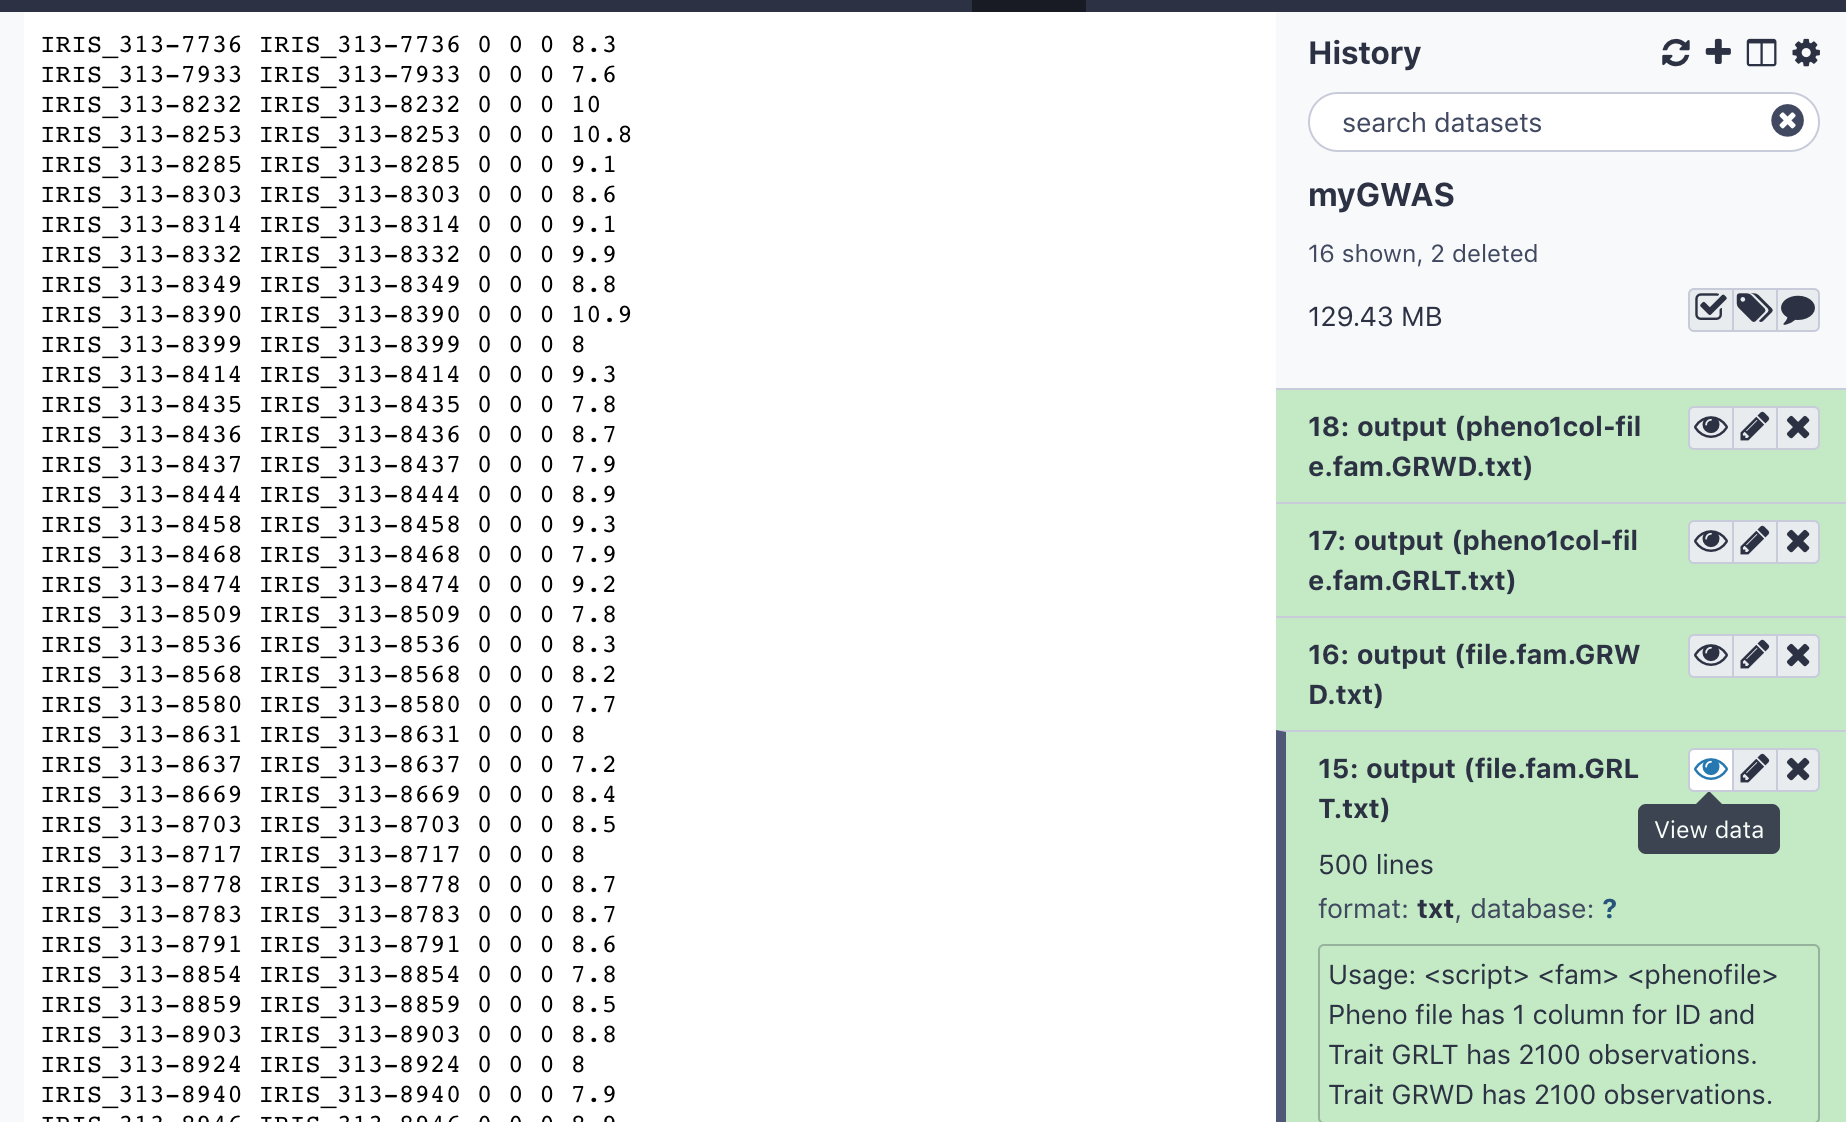 IRIS_313-7736 IRIS_313-7736 0 0 0 8.3
IRIS_313-7933 IRIS_313-7933 0 0 0 7.6
IRIS_313-8232 IRIS_313-8232 0 0 0 10
IRIS_313-8253 IRIS_313-8253 0 0 0 10.8
IRIS_313-8285 IRIS_313-8285 0 0 0 9.1
IRIS_313-8303 IRIS_313-8303 0 0 0 8.6
IRIS_313-8314 IRIS_313-8314 0 0 0 9.1
IRIS_313-8332 IRIS_313-8332 0 0 0 9.9
IRIS_313-8349 IRIS_313-8349 0 0 0 8.8
IRIS_313-8390 IRIS_313-8390 0 0 0 10.9
IRIS_313-8399 IRIS_313-8399 0 0 0 8
IRIS_313-8414 IRIS_313-8414 0 0 0 9.3
IRIS_313-8435 IRIS_313-8435 0 0 0 7.8
IRIS_313-8436 IRIS_313-8436 0 0 0 8.7
IRIS_313-8437 IRIS_313-8437 0 0 0 7.9
IRIS_313-8444 IRIS_313-8444 0 0 0 8.9
IRIS_313-8458 IRIS_313-8458 0 0 0 9.3
IRIS_313-8468 IRIS_313-8468 0 0 0 7.9
IRIS_313-8474 IRIS_313-8474 0 0 0 9.2
IRIS_313-8509 IRIS_313-8509 0 0 0 7.8
IRIS_313-8536 IRIS_313-8536 0 0 0 8.3
IRIS_313-8568 IRIS_313-8568 0 0 0 8.2
IRIS_313-8580 IRIS_313-8580 0 0 0 7.7
IRIS_313-8631 IRIS_313-8631 0 0 0 8
IRIS_313-8637 IRIS_313-8637 0 0 0 7.2
IRIS_313-8669 IRIS_313-8669 0 0 0 8.4
IRIS_313-8703 IRIS_313-8703 0 0 0 8.5
IRIS_313-8717 IRIS_313-8717 0 0 0 8
IRIS_313-8778 IRIS_313-8778 0 0 0 8.7
IRIS_313-8783 IRIS_313-8783 0 0 0 8.7
IRIS_313-8791 IRIS_313-8791 0 0 0 8.6
IRIS_313-8854 IRIS_313-8854 0 0 0 7.8
IRIS_313-8859 IRIS_313-8859 0 0 0 8.5
IRIS_313-8903 IRIS_313-8903 0 0 0 8.8
IRIS_313-8924 IRIS_313-8924 0 0 0 8
IRIS_313-8940 IRIS_313-8940 0 0 0 7.9
History
search datasets
myGWAS
16 shown, 2 deleted
129.43 MB
18: output (pheno1col-fil
e.fam.GRWD.txt)
17: output (pheno1col-fil
e.fam.GRLT.txt)
16: output (file.fam.GRW
D.txt)
15: output (file.fam.GRL
T.txt)
View data
500 lines
format: txt, database: ?
Usage: <script> <fam> <phenofile>
Pheno file has 1 column for ID and
Trait GRLT has 2100 observations.
Trait GRWD has 2100 observations.